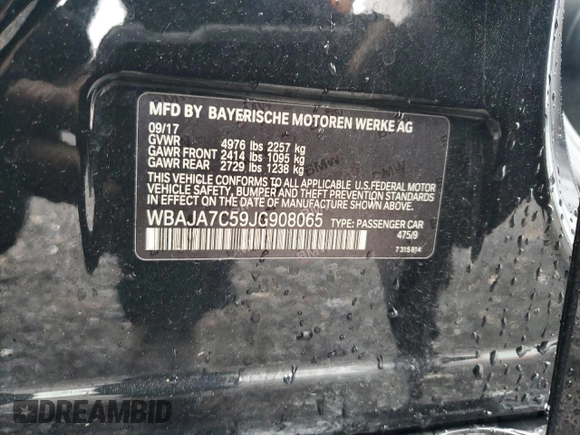 MFD BY BAYERISCHE MOTOREN WERKE AG
09/17
GVWR 4976 lbs 2257 kg
GAWR FRONT 2414 lbs 1095 kg
GAWR REAR 2729 lbs 1238 kg
THIS VEHICLE CONFORMS TO ALL APPLICABLE U.S.FEDERAL MOTOR
VEHICLE SAFETY, BUMPER AND THEFT PREVENTION STANDARDS
IN EFFECT ON THE DATE OF MANUFACTURE SHOWN ABOVE.
WBAJA7C59JG908065 TYPE: PASSENGER CAR
475/9
7315814
DREAMBID